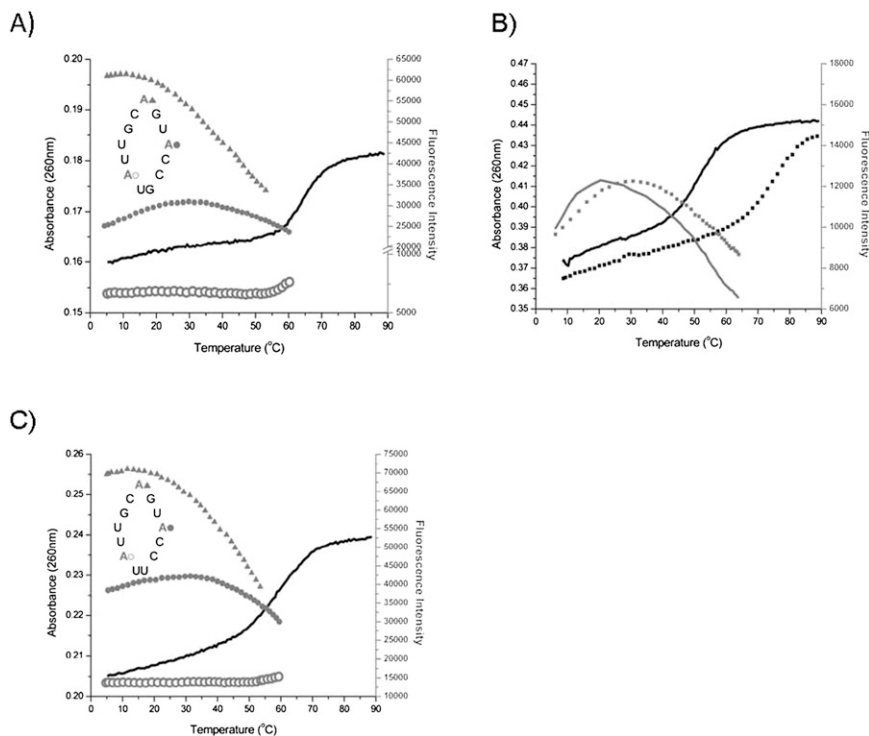 A)
0.20
0.19
0.18
0.17
0.16
0.15
Absorbance (260nm)
0 10 20 30 40 50 60 70 80 90
Temperature (°C)
65000
60000
55000
50000
45000
40000
35000
30000
25000
20000
10000
5000
Fluorescence Intensity
A
C G
G U
U A
U C
A C
UG
B)
0.47
0.46
0.45
0.44
0.43
0.42
0.41
0.40
0.39
0.38
0.37
0.36
0.35
Absorbance (260nm)
0 10 20 30 40 50 60 70 80 90
Temperature (°C)
18000
16000
14000
12000
10000
8000
6000
Fluorescence Intensity
C)
0.26
0.25
0.24
0.23
0.22
0.21
0.20
Absorbance (260nm)
0 10 20 30 40 50 60 70 80 90
Temperature (°C)
75000
70000
65000
60000
55000
50000
45000
40000
35000
30000
25000
20000
15000
10000
Fluorescence Intensity
A
C G
G U
U A
U C
A C
UU